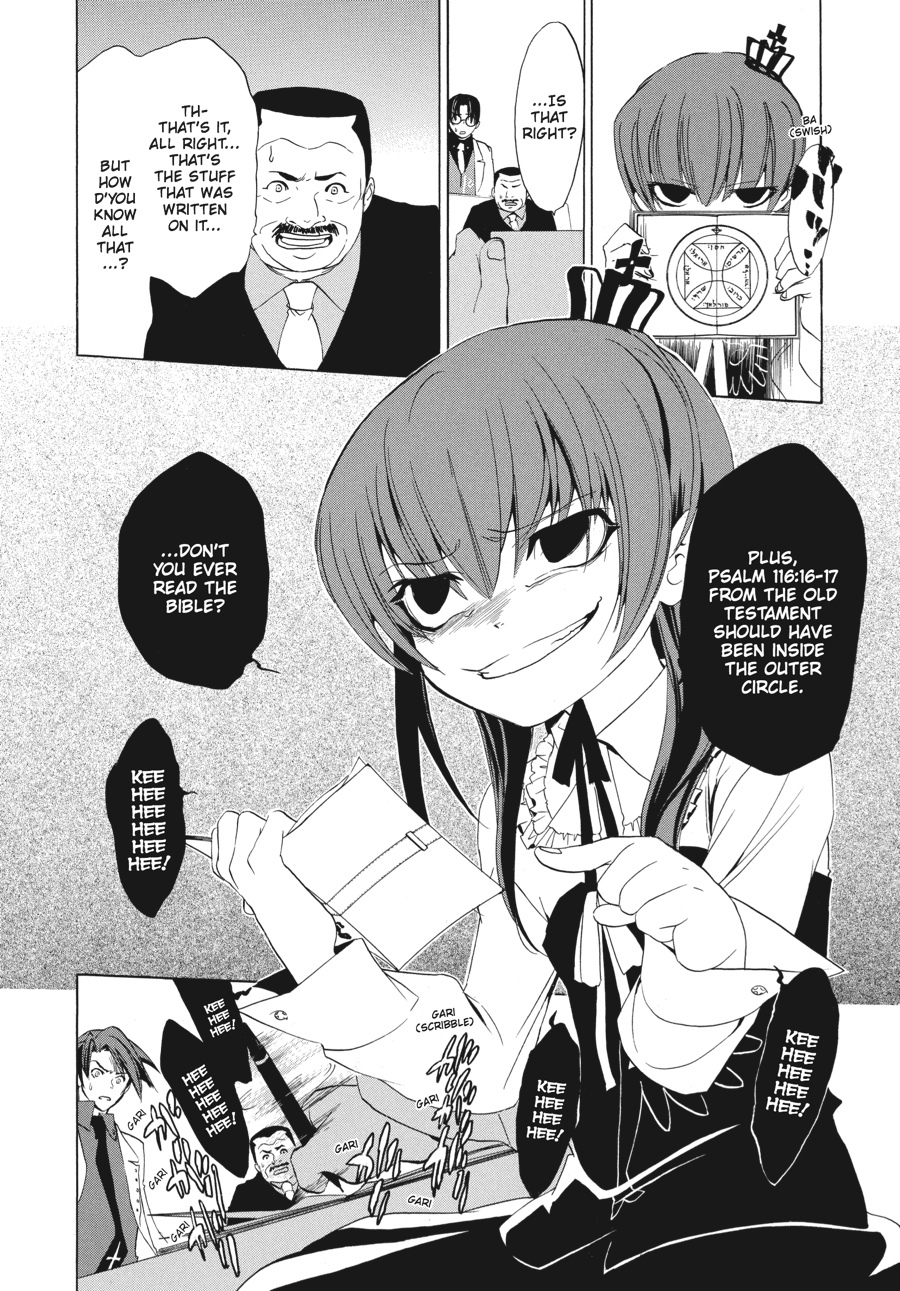 BA
(SWISH)
...IS
THAT
RIGHT?
TH-
THAT'S IT,
ALL RIGHT...
THAT'S
THE STUFF
THAT WAS
WRITTEN
ON IT...
BUT
HOW
D'YOU
KNOW
ALL
THAT
...?
PLUS,
PSALM 116:16-17
FROM THE OLD
TESTAMENT
SHOULD HAVE
BEEN INSIDE
THE OUTER
CIRCLE.
...DON'T
YOU EVER
READ THE
BIBLE?
KEE
HEE
HEE
HEE
HEE
HEE!
KEE
HEE
HEE
HEE
HEE!
KEE
HEE
HEE
HEE!
GARI
(SCRIBBLE)
KEE
HEE
HEE!
HEE
HEE
HEE
HEE
HEE!
GARI
GARI
GARI
GARI
GARI
GARI